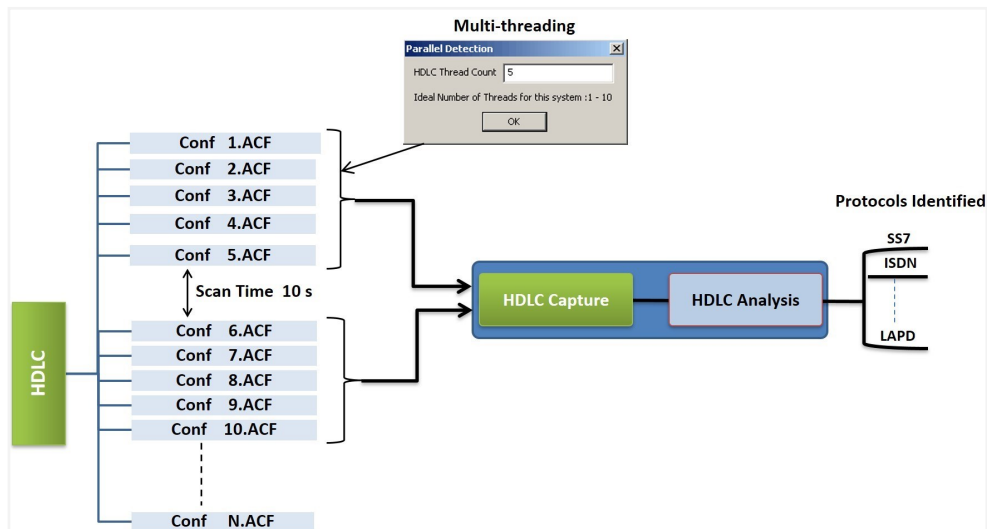 Multi-threading
Parallel Detection
HDLC Thread Count 5
Ideal Number of Threads for this system :1 - 10
OK
Conf 1.ACF
Conf 2.ACF
Conf 3.ACF
Conf 4.ACF
Conf 5.ACF
Scan Time 10 s
Conf 6.ACF
Conf 7.ACF
Conf 8.ACF
Conf 9.ACF
Conf 10.ACF
Conf N.ACF
HDLC
HDLC Capture
HDLC Analysis
Protocols Identified
SS7
ISDN
LAPD